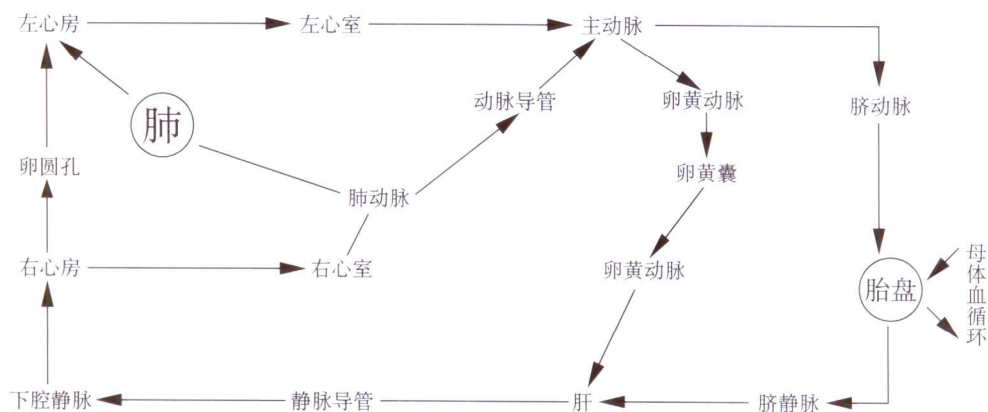 左心房
左心室
主动脉
肺
动脉导管
卵黄动脉
脐动脉
卵圆孔
肺动脉
卵黄囊
右心房
右心室
卵黄动脉
胎盘
母体血循环
下腔静脉
静脉导管
肝
脐静脉